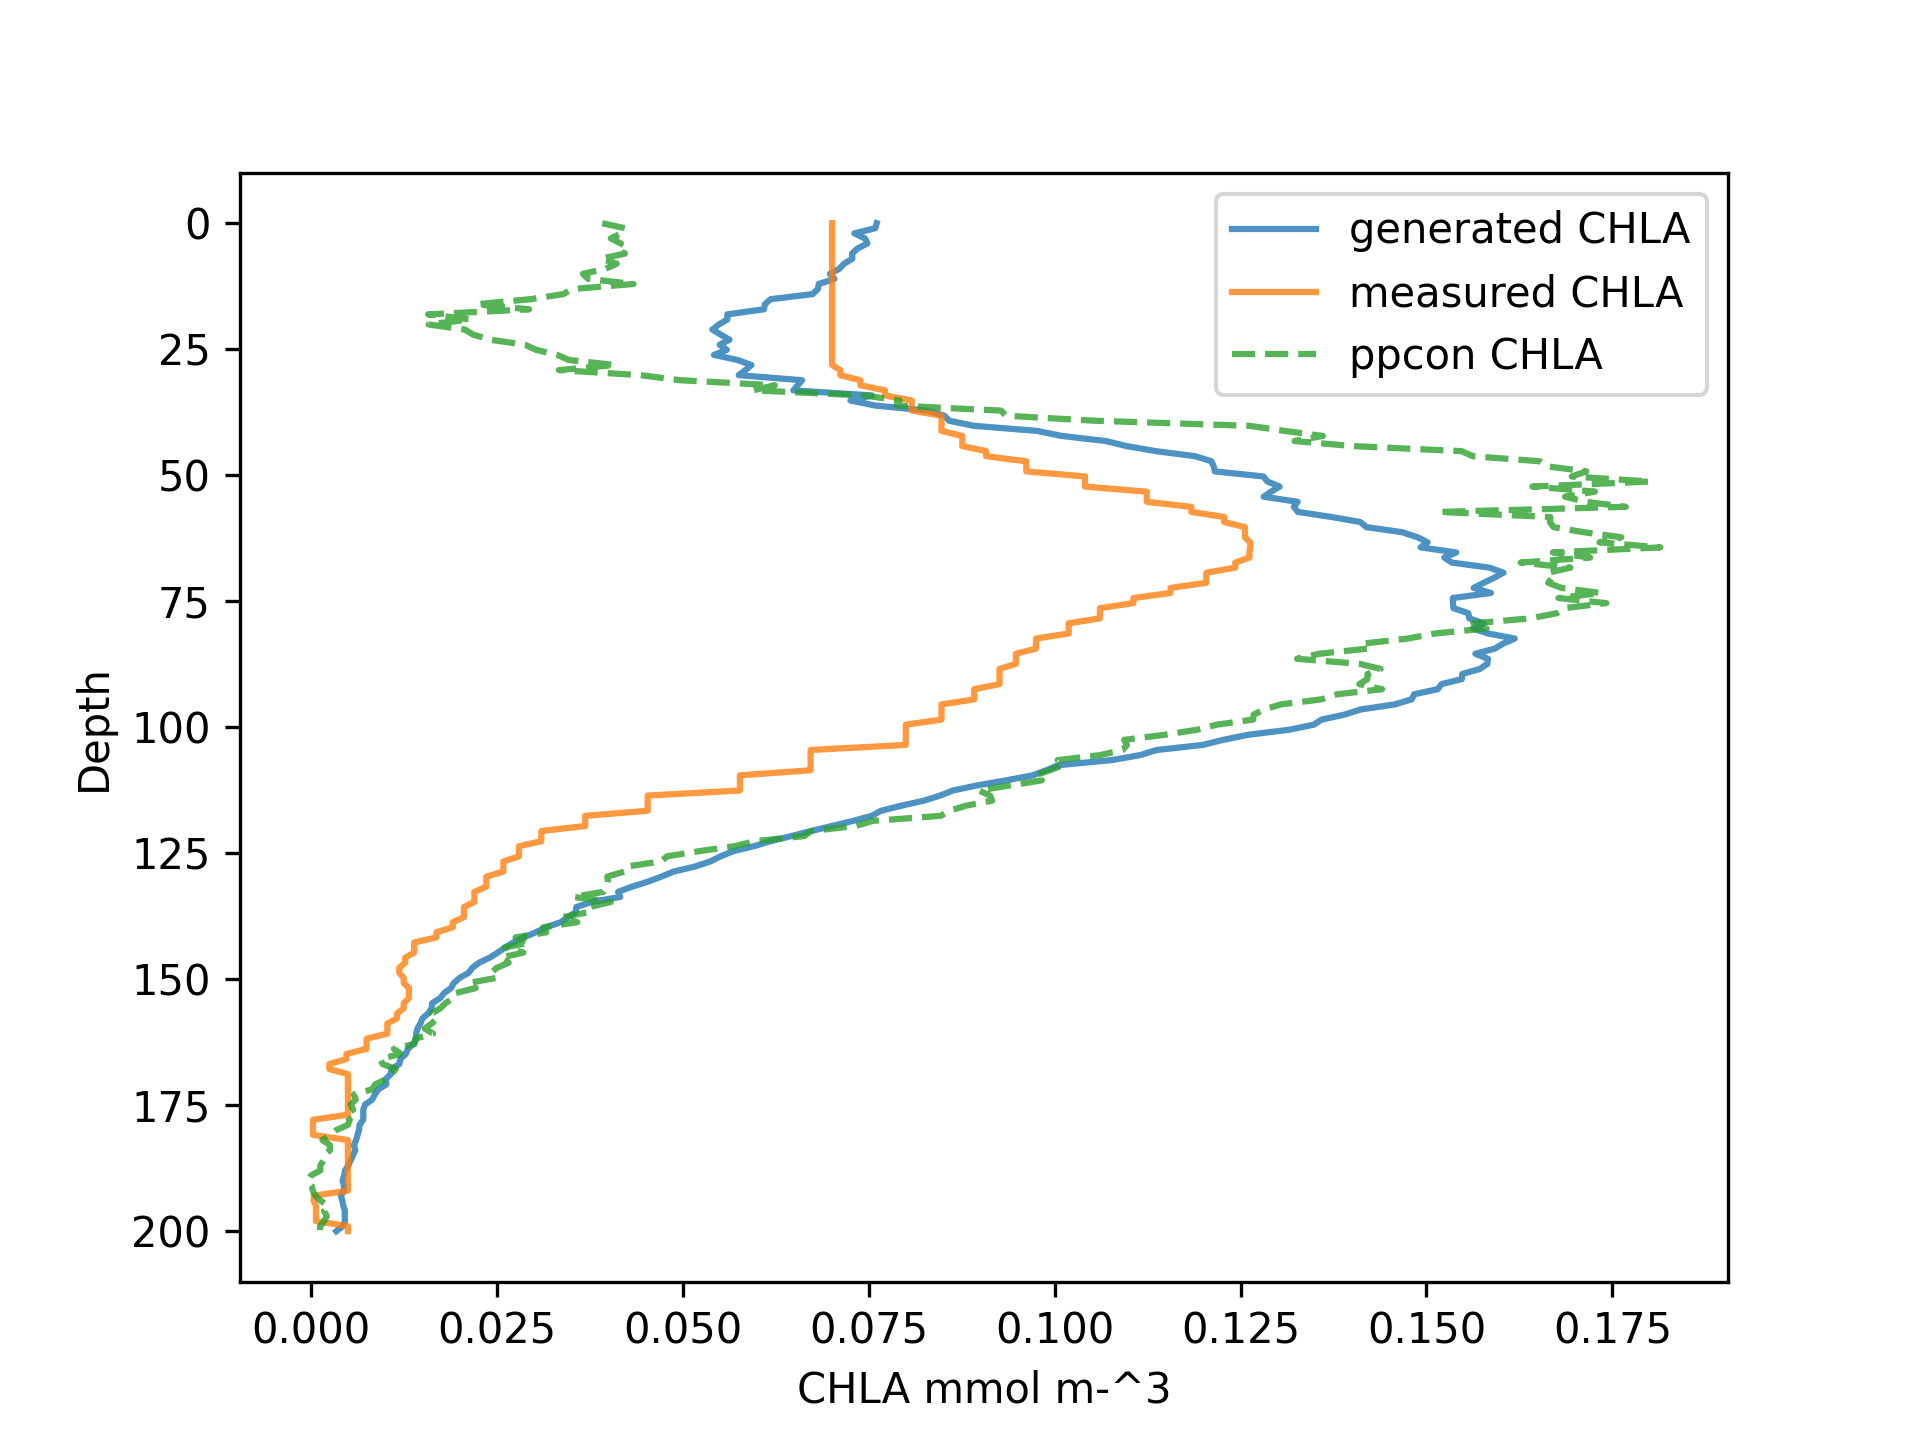 generated CHLA
measured CHLA
ppcon CHLA
0
25
50
75
100
125
150
175
200
Depth
0.000 0.025 0.050 0.075 0.100 0.125 0.150 0.175
CHLA mmol m-^3